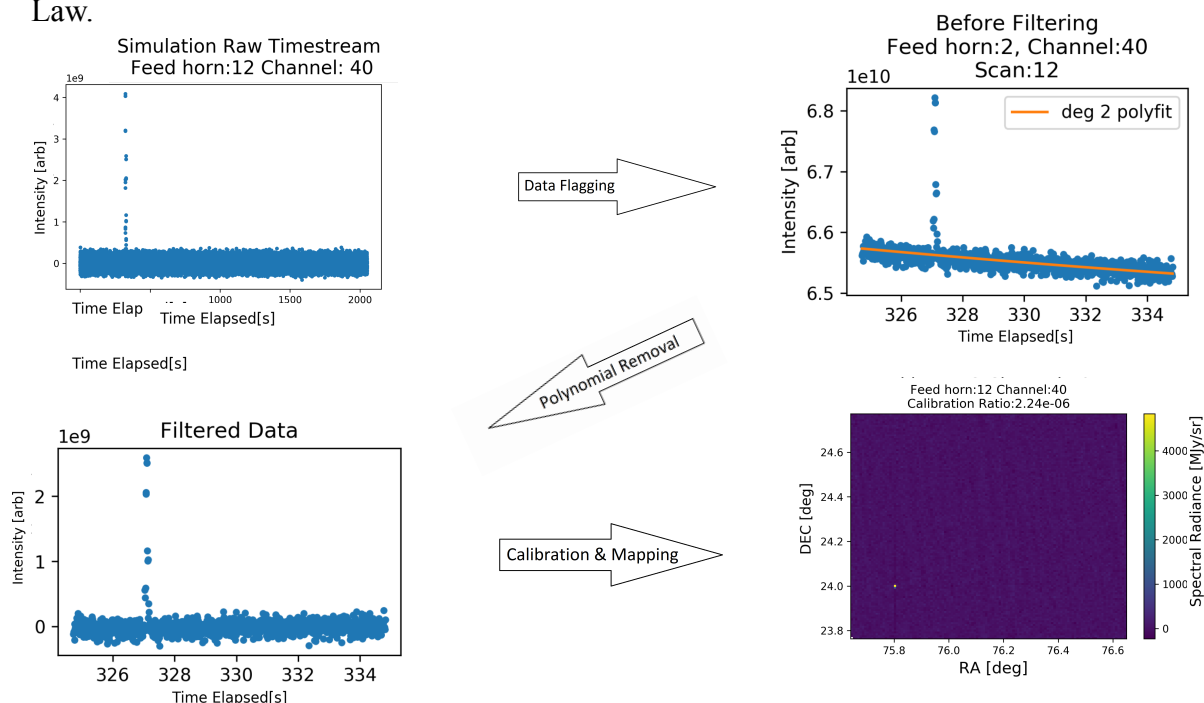 Law.
Simulation Raw Timestream
Feed horn:12 Channel: 40
1e9
4
3
2
1
0
Intensity [arb]
1000
1500
2000
Time Elap
Time Elapsed[s]
Time Elapsed[s]
Data Flagging
Before Filtering
Feed horn:2, Channel:40
Scan:12
1e10
deg 2 polyfit
6.8
6.7
6.6
6.5
Intensity [arb]
326
328
330
332
334
Time Elapsed[s]
Polynomial Removal
Filtered Data
1e9
2
1
0
Intensity [arb]
326
328
330
332
334
Time Elapsed[s]
Calibration & Mapping
Feed horn:12 Channel:40
Calibration Ratio:2.24e-06
24.6
24.4
24.2
24.0
23.8
DEC [deg]
75.8
76.0
76.2
76.4
76.6
RA [deg]
4000
3000
2000
1000
0
Spectral Radiance [MJy/sr]